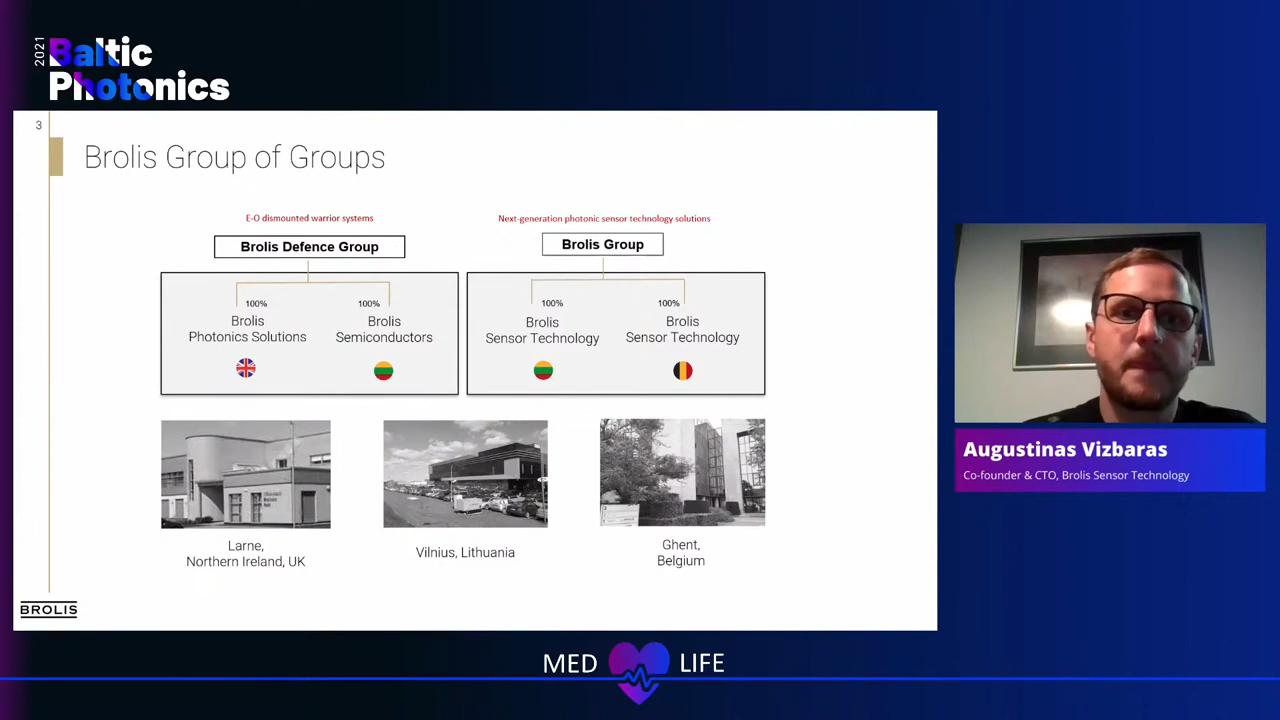 2021
Baltic
Photonics
3
Brolis Group of Groups
E-O dismounted warrior systems
Next-generation photonic sensor technology solutions
Brolis Defence Group
Brolis Group
100%
100%
100%
100%
Brolis
Photonics Solutions
Brolis
Semiconductors
Brolis
Sensor Technology
Brolis
Sensor Technology
Larne,
Northern Ireland, UK
Vilnius, Lithuania
Ghent,
Belgium
BROLIS
Augustinas Vizbaras
Co-founder & CTO, Brolis Sensor Technology
MED LIFE